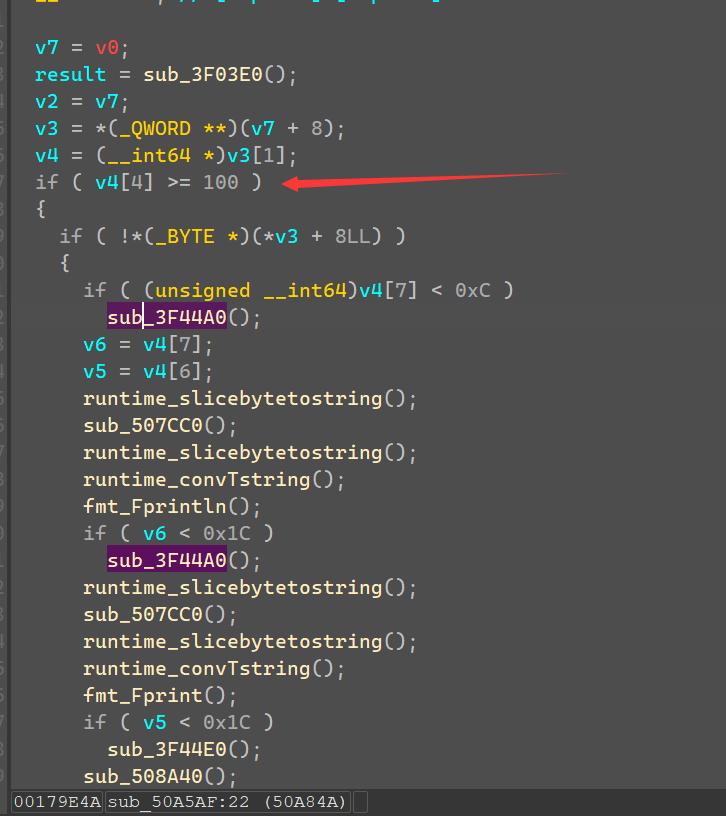 v7 = v0;
result = sub_3F03E0();
v2 = v7;
v3 = *(_QWORD **)(v7 + 8);
v4 = (__int64 *)v3[1];
if ( v4[4] >= 100 )
{
if ( !*(_BYTE *)(*v3 + 8LL) )
{
if ( (unsigned __int64)v4[7] < 0xC )
sub_3F44A0();
v6 = v4[7];
v5 = v4[6];
runtime_slicebytetostring();
sub_507CC0();
runtime_slicebytetostring();
runtime_convTstring();
fmt_Fprintln();
if ( v6 < 0x1C )
sub_3F44A0();
runtime_slicebytetostring();
sub_507CC0();
runtime_slicebytetostring();
runtime_convTstring();
fmt_Fprint();
if ( v5 < 0x1C )
sub_3F44E0();
sub_508A40();
00179E4A sub_50A5AF:22 (50A84A)